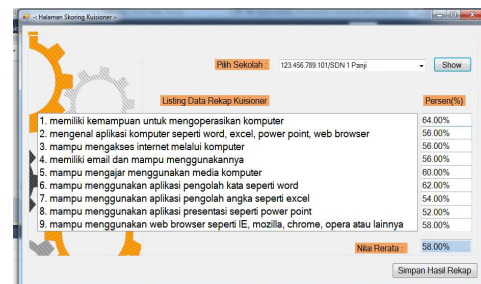 -: Halaman Skoring Kuisioner :-
Pilih Sekolah : 123.456.789.101/SDN 1 Panji Show
Listing Data Rekap Kuisioner Persen(%)
1. memiliki kemampuan untuk mengoperasikan komputer 64.00%
2. mengenal aplikasi komputer seperti word, excel, power point, web browser 56.00%
3. mampu mengakses internet melalui komputer 56.00%
4. memiliki email dan mampu menggunakannya 56.00%
5. mampu mengajar menggunakan media komputer 60.00%
6. mampu menggunakan aplikasi pengolah kata seperti word 62.00%
7. mampu menggunakan aplikasi pengolah angka seperti excel 54.00%
8. mampu menggunakan aplikasi presentasi seperti power point 52.00%
9. mampu menggunakan web browser seperti IE, mozilla, chrome, opera atau lainnya 58.00%
Nilai Rerata : 58.00%
Simpan Hasil Rekap